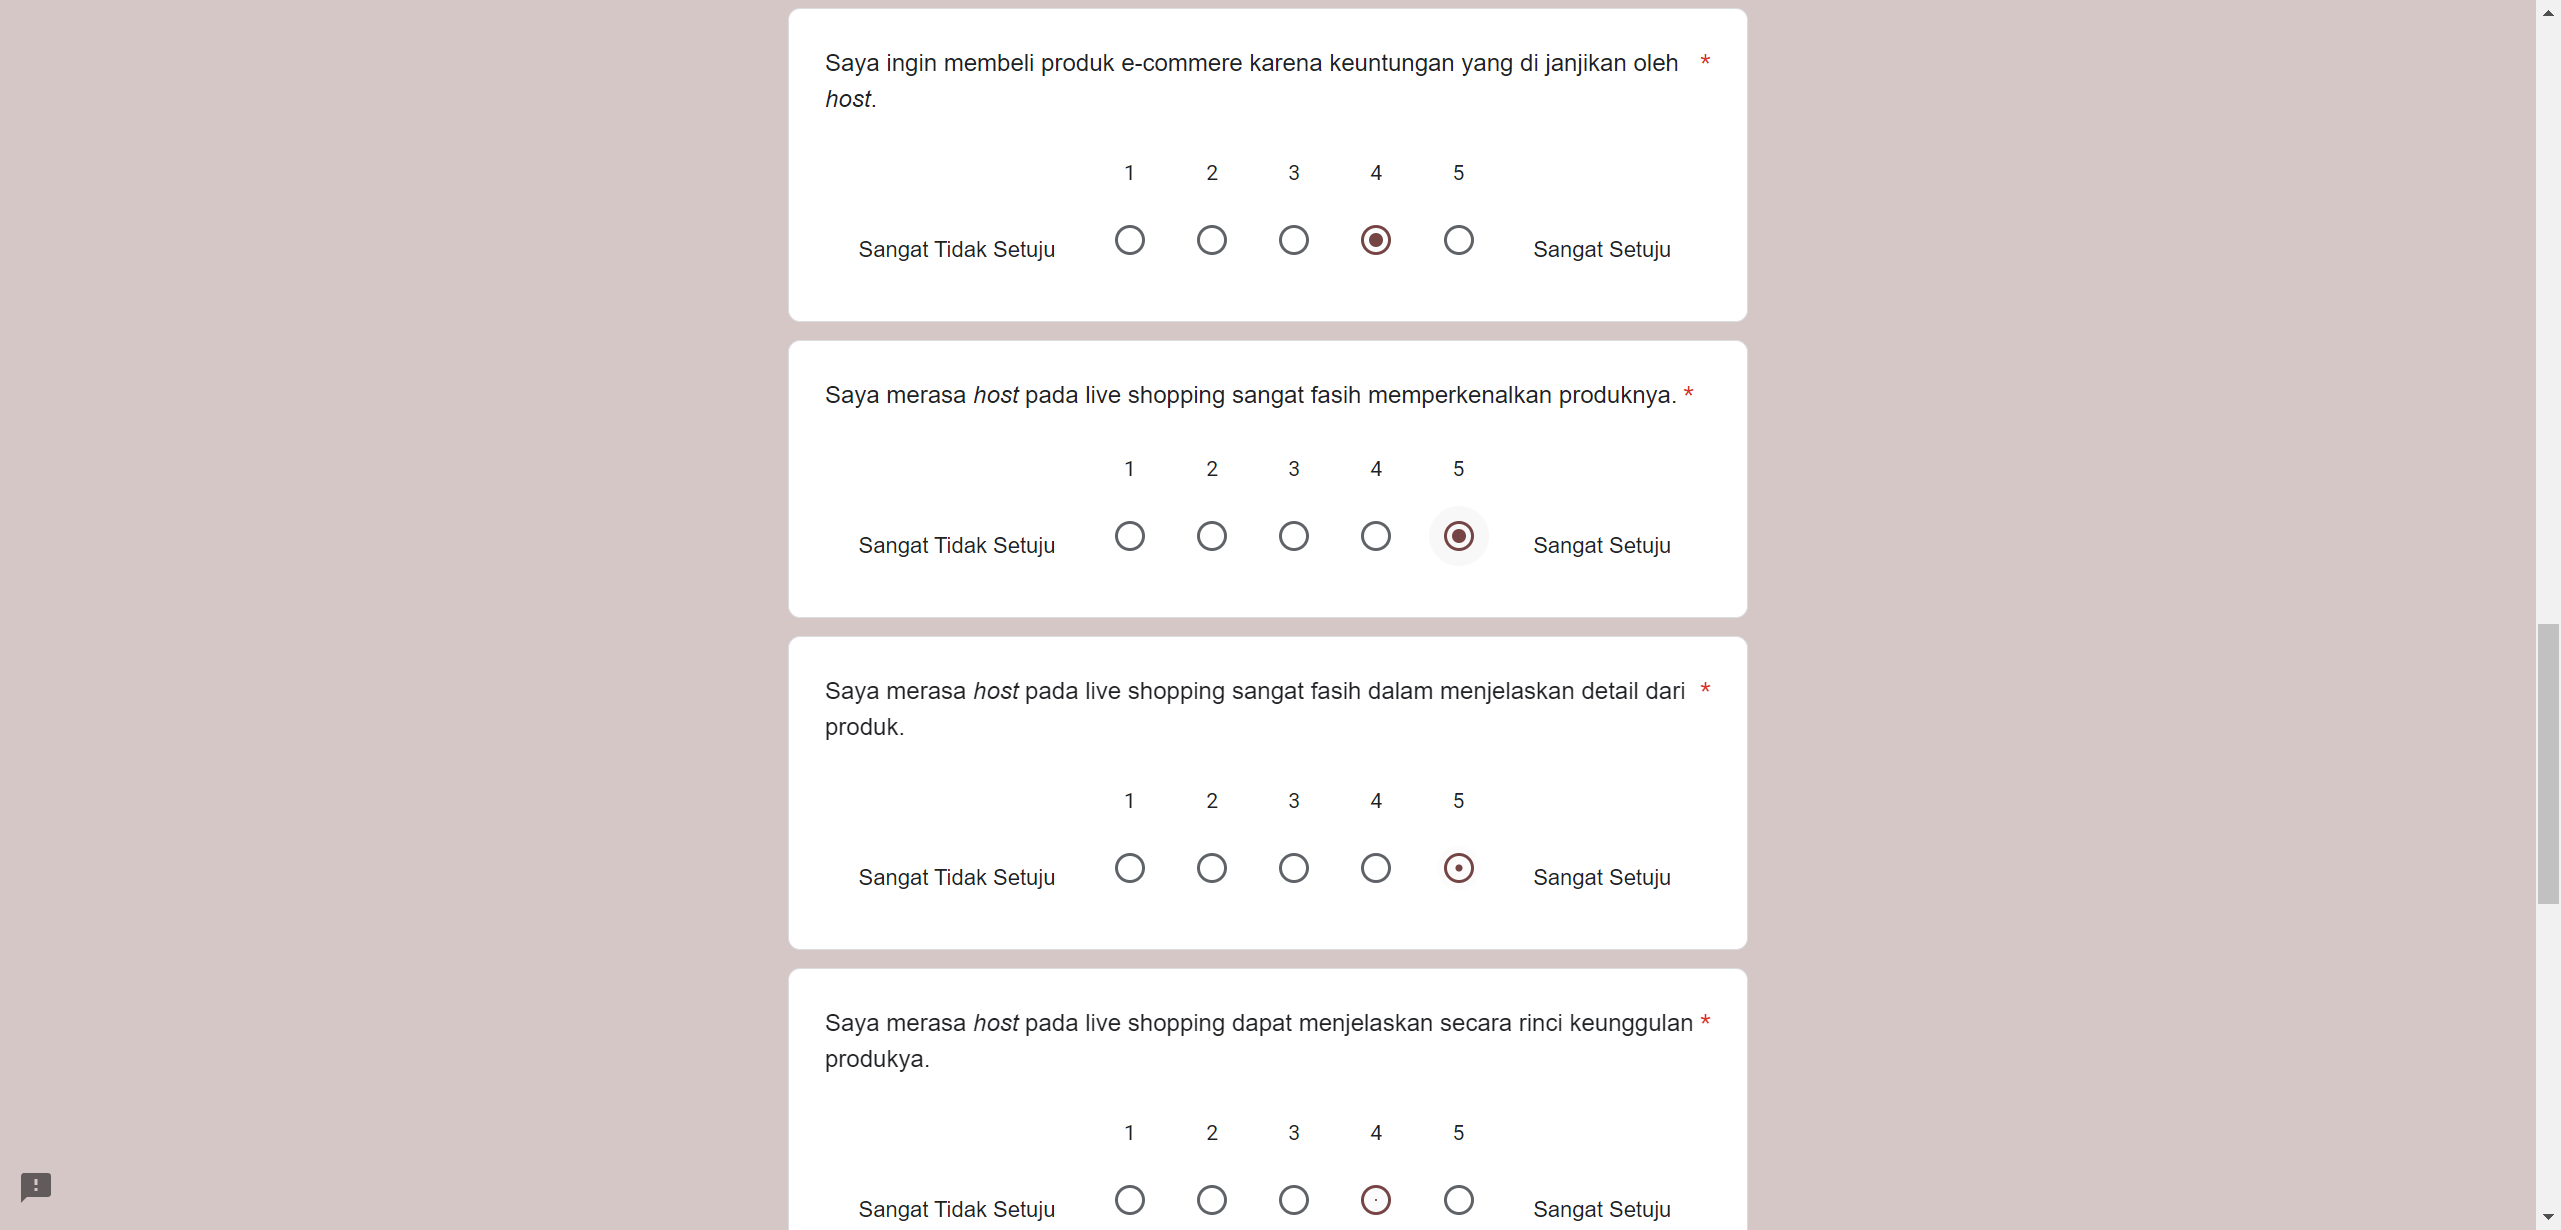 Saya ingin membeli produk e-commere karena keuntungan yang di janjikan oleh *
host.
1 2 3 4 5
Sangat Tidak Setuju Sangat Setuju
Saya merasa host pada live shopping sangat fasih memperkenalkan produknya. *
1 2 3 4 5
Sangat Tidak Setuju Sangat Setuju
Saya merasa host pada live shopping sangat fasih dalam menjelaskan detail dari *
produk.
1 2 3 4 5
Sangat Tidak Setuju Sangat Setuju
Saya merasa host pada live shopping dapat menjelaskan secara rinci keunggulan *
produkya.
1 2 3 4 5
Sangat Tidak Setuju Sangat Setuju